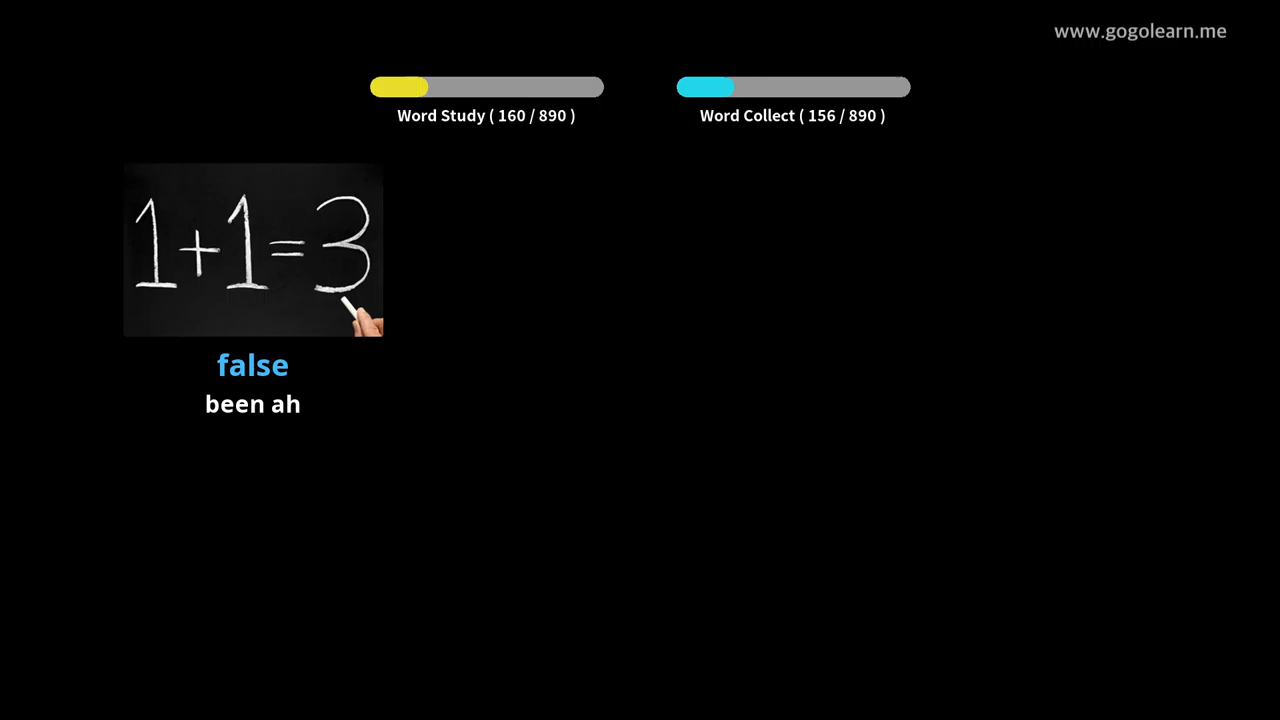 www.gogolearn.me
Word Study ( 160 / 890 )
Word Collect ( 156 / 890 )
1+1=3
false
been ah